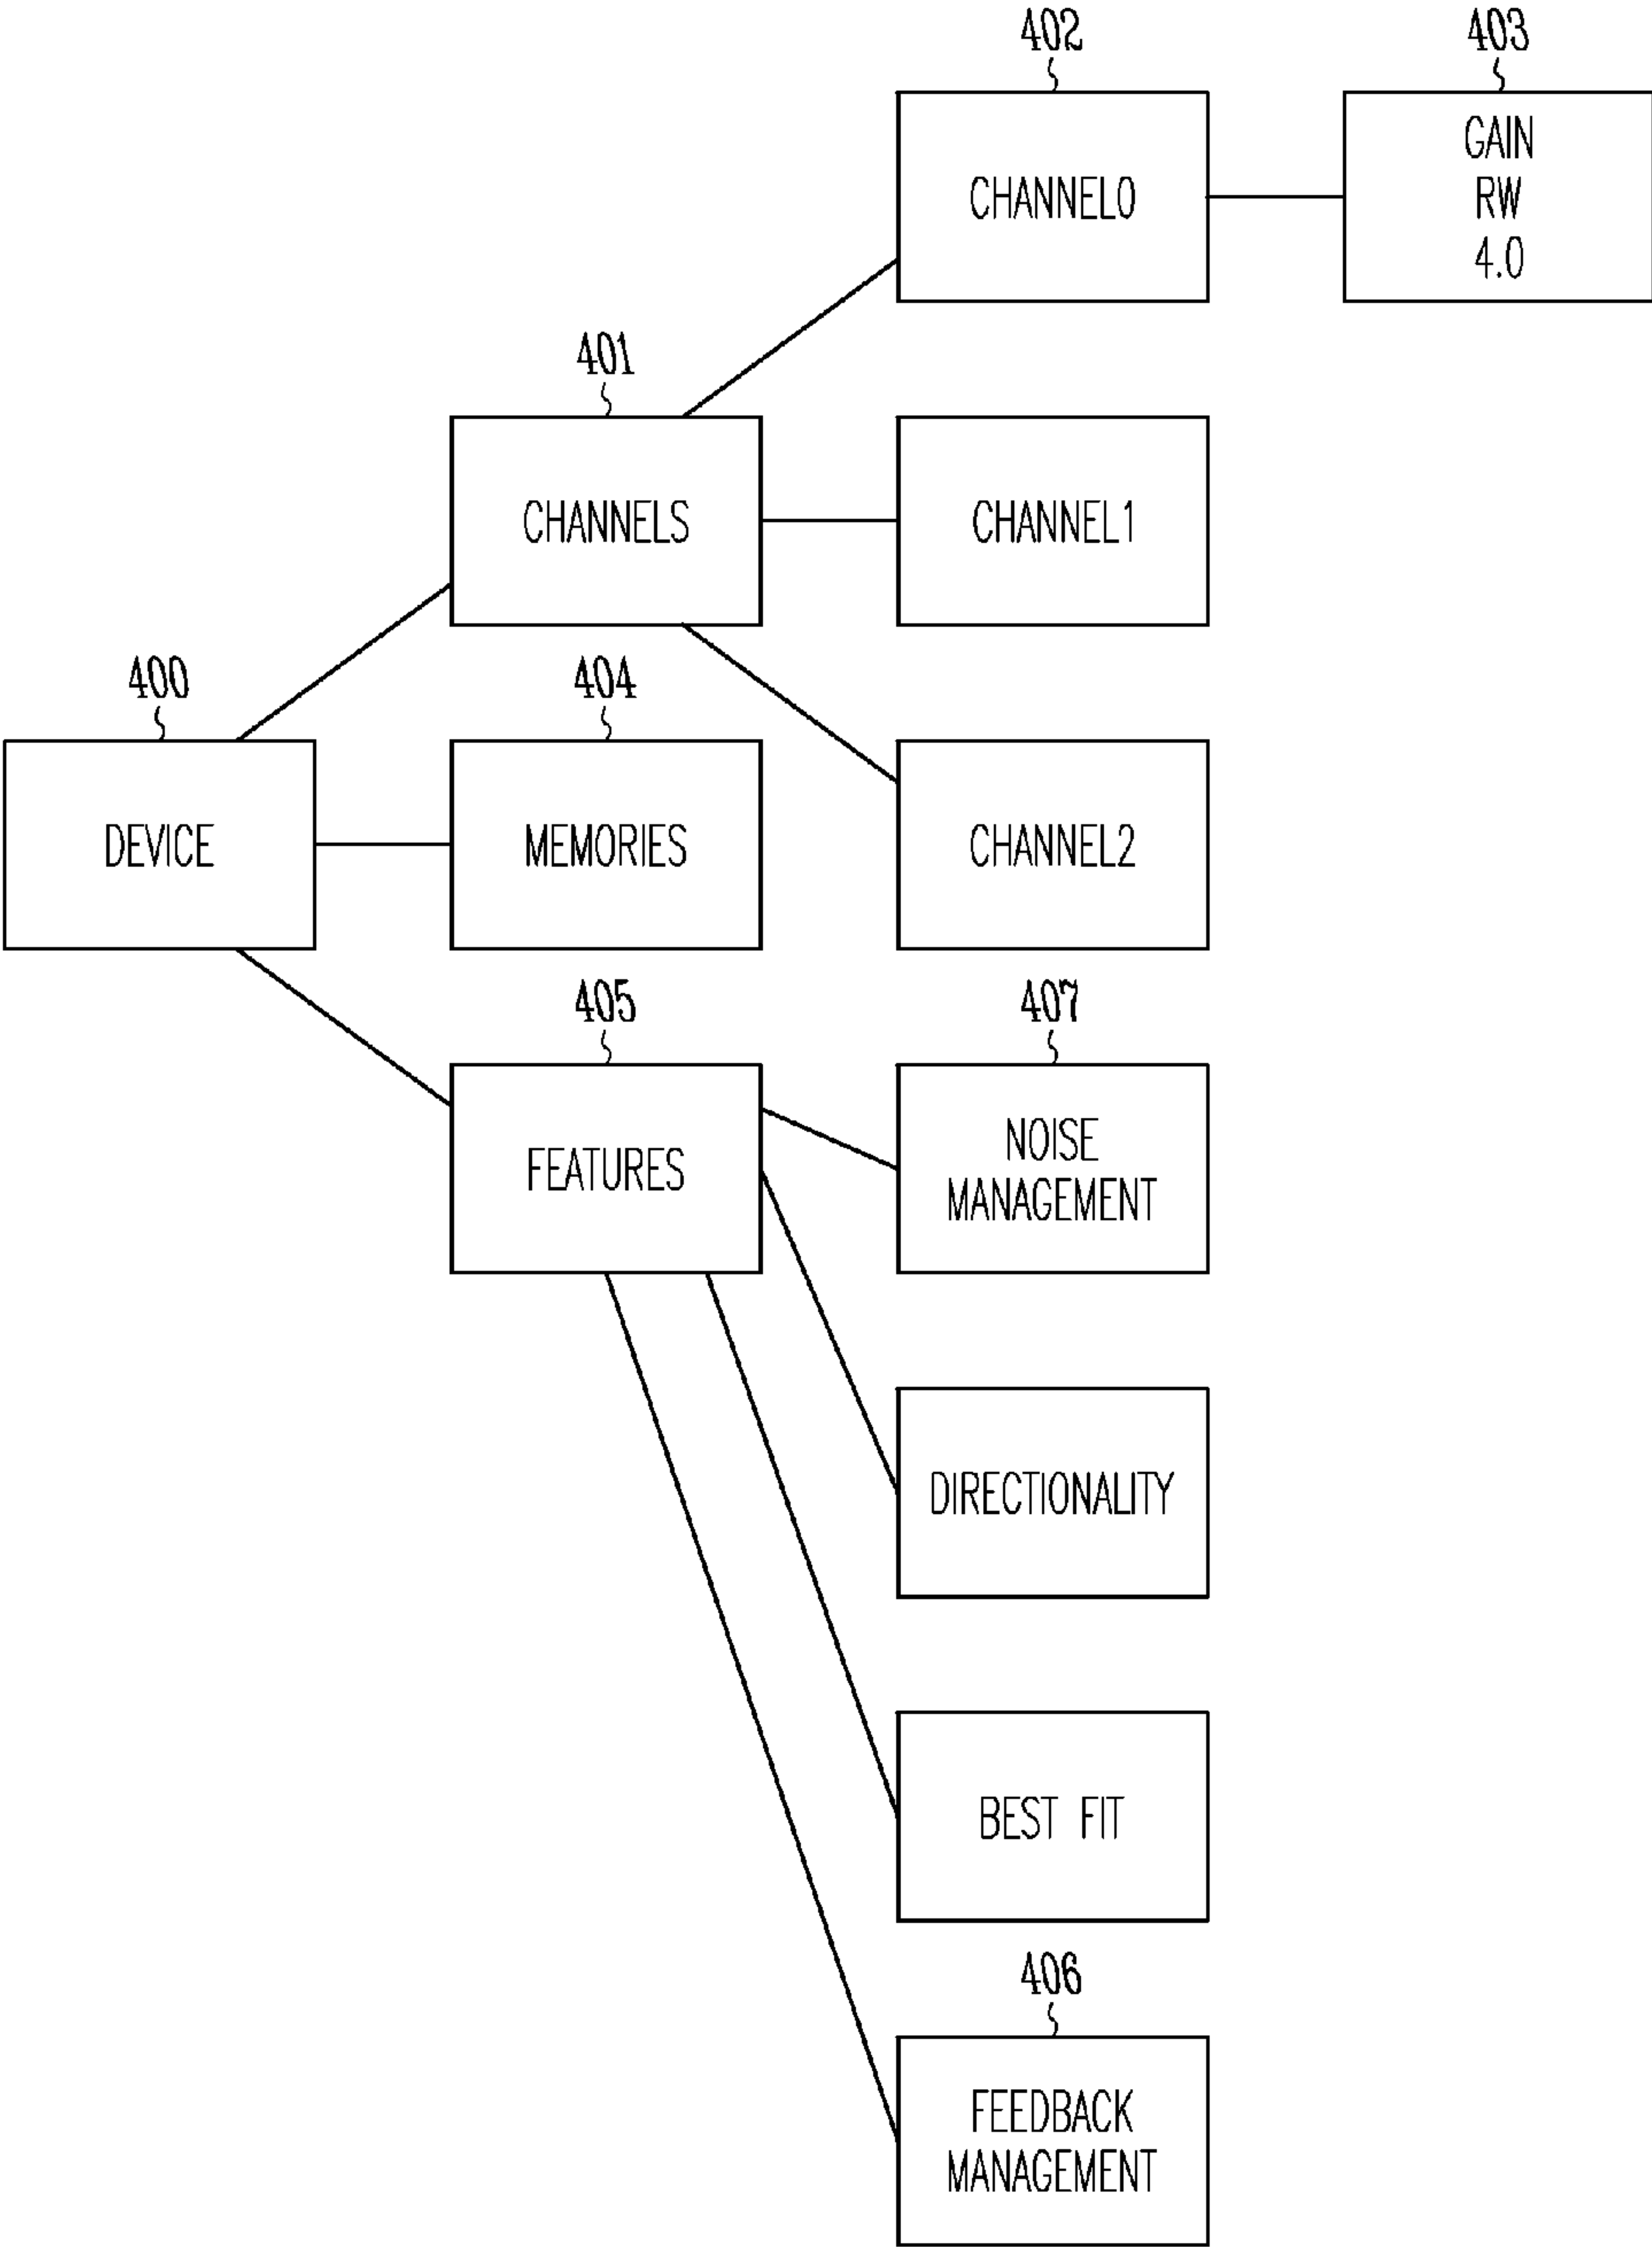 402
403
CHANNEL0
GAIN
RW
4.0
401
CHANNELS
CHANNEL1
400
404
DEVICE
MEMORIES
CHANNEL2
405
407
FEATURES
NOISE
MANAGEMENT
DIRECTIONALITY
BEST FIT
406
FEEDBACK
MANAGEMENT